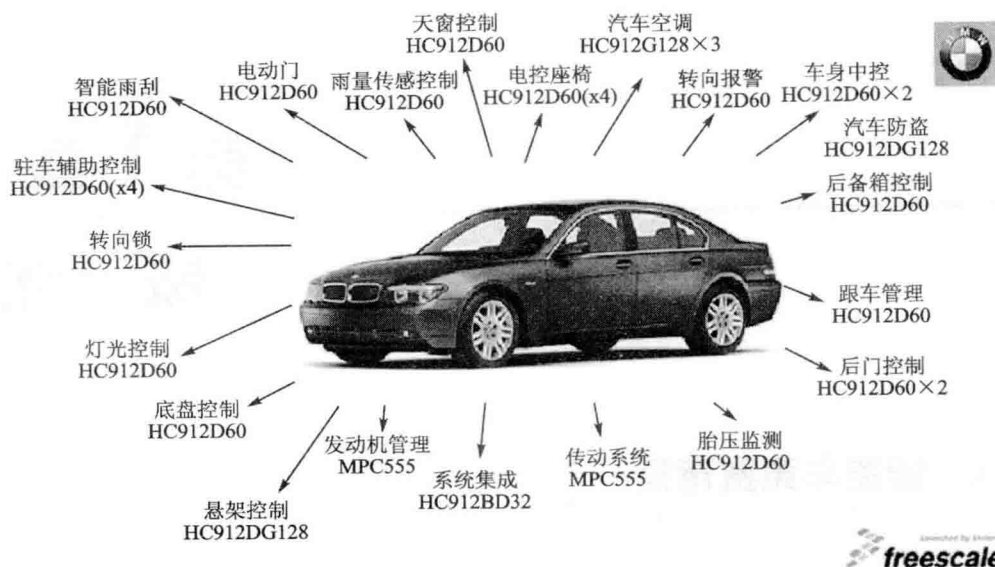 天窗控制
HC912D60
汽车空调
HC912G128×3
BMW
智能雨刮
HC912D60
电动门
HC912D60
雨量传感控制
HC912D60
电控座椅
HC912D60(x4)
转向报警
HC912D60
车身中控
HC912D60×2
汽车防盗
HC912DG128
驻车辅助控制
HC912D60(x4)
后备箱控制
HC912D60
转向锁
HC912D60
跟车管理
HC912D60
灯光控制
HC912D60
后门控制
HC912D60×2
底盘控制
HC912D60
发动机管理
MPC555
系统集成
HC912BD32
传动系统
MPC555
胎压监测
HC912D60
悬架控制
HC912DG128
freescale